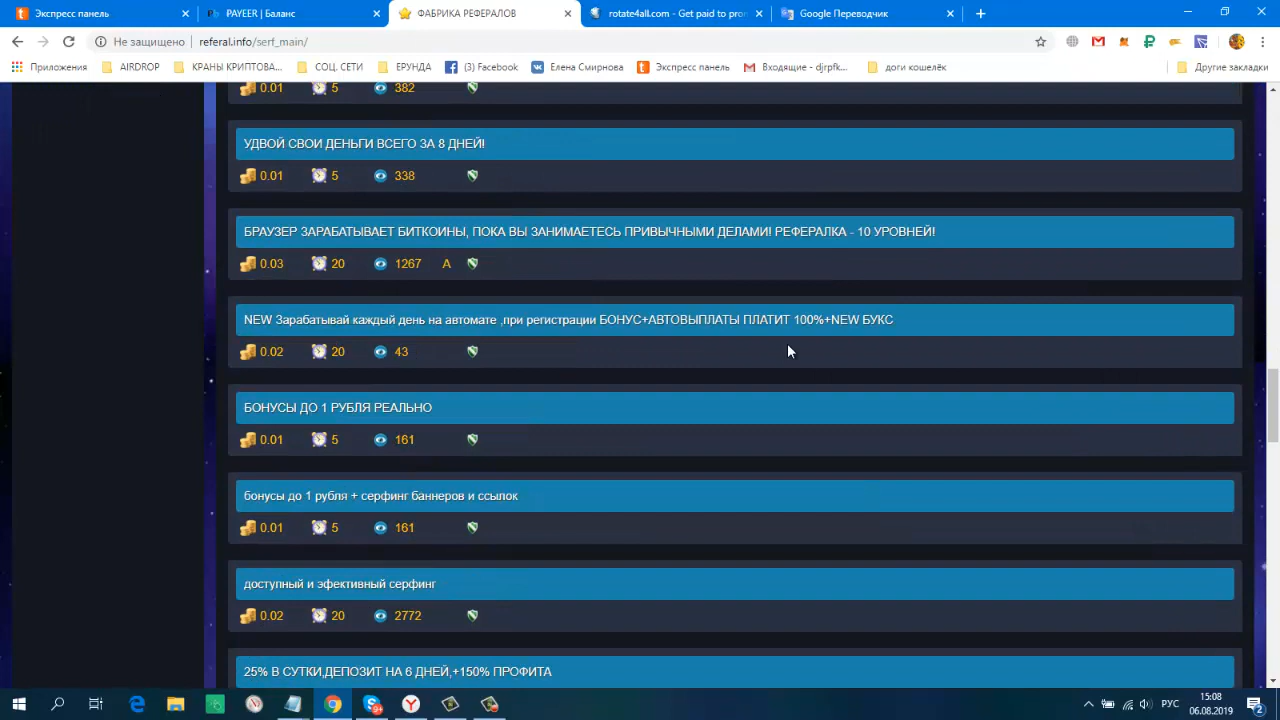 Экспресс панель
PAYEER | Баланс
ФАБРИКА РЕФЕРАЛОВ
rotate4all.com - Get paid to pro
Google Переводчик
Не защищено
referal.info/serf_main/
Приложения
AIRDROP
КРАНЫ КРИПТОВА...
СОЦ. СЕТИ
ЕРУНДА
(3) Facebook
Елена Смирнова
Экспресс панель
Входящие - djrpfk...
доги кошелёк
Другие закладки
0.01 5 382
УДВОЙ СВОИ ДЕНЬГИ ВСЕГО ЗА 8 ДНЕЙ!
0.01 5 338
БРАУЗЕР ЗАРАБАТЫВАЕТ БИТКОИНЫ, ПОКА ВЫ ЗАНИМАЕТЕСЬ ПРИВЫЧНЫМИ ДЕЛАМИ! РЕФЕРАЛКА - 10 УРОВНЕЙ!
0.03 20 1267 A
NEW Зарабатывай каждый день на автомате ,при регистрации БОНУС+АВТОВЫПЛАТЫ ПЛАТИТ 100%+NEW БУКС
0.02 20 43
БОНУСЫ ДО 1 РУБЛЯ РЕАЛЬНО
0.01 5 161
бонусы до 1 рубля + серфинг баннеров и ссылок
0.01 5 161
доступный и эфективный серфинг
0.02 20 2772
25% В СУТКИ,ДЕПОЗИТ НА 6 ДНЕЙ,+150% ПРОФИТА
РУС
15:08
06.08.2019